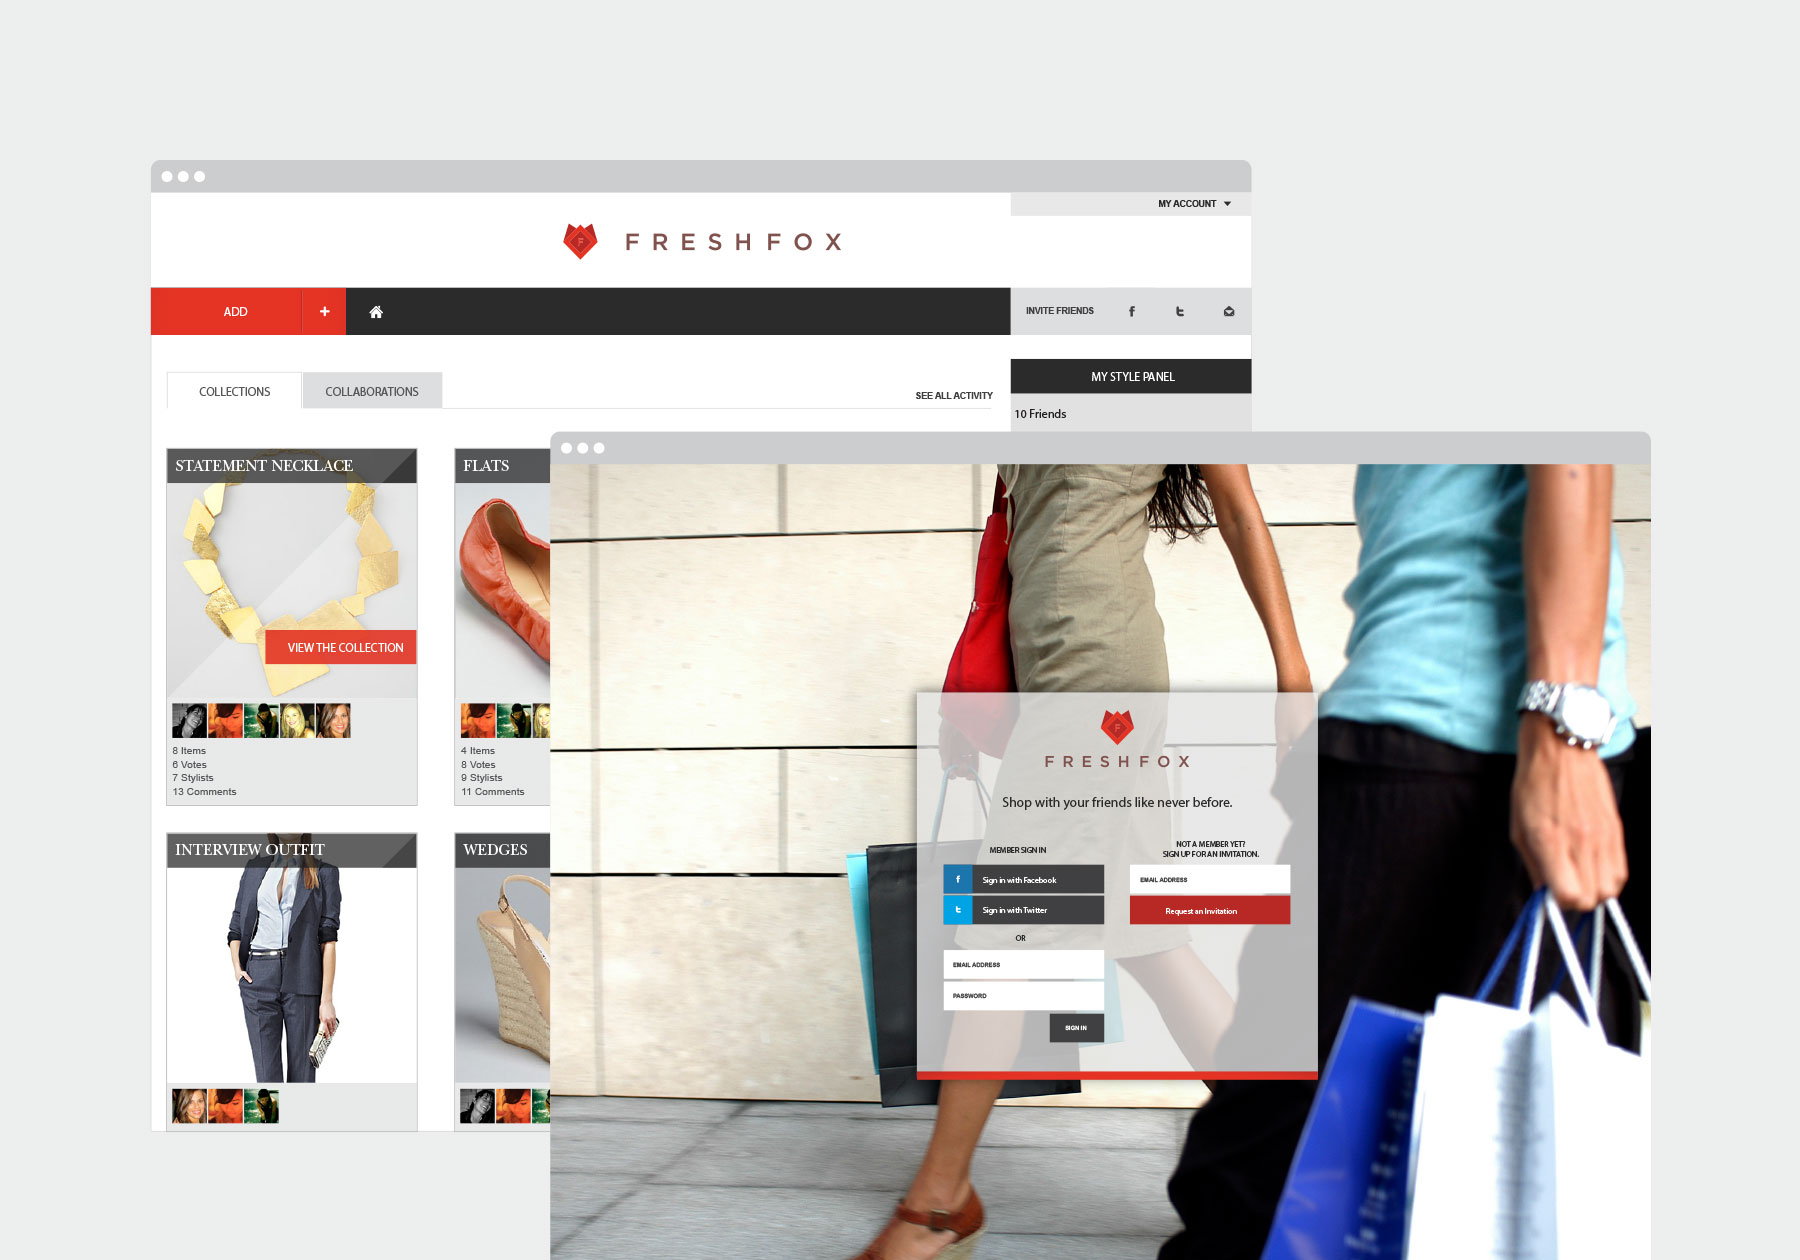 MY ACCOUNT
FRESHFOX
ADD
INVITE FRIENDS
COLLECTIONS
COLLABORATIONS
SEE ALL ACTIVITY
MY STYLE PANEL
10 Friends
STATEMENT NECKLACE
VIEW THE COLLECTION
8 Items
6 Votes
7 Stylists
13 Comments
FLATS
4 Items
8 Votes
9 Stylists
11 Comments
INTERVIEW OUTFIT
WEDGES
FRESHFOX
Shop with your friends like never before.
MEMBER SIGN IN
f Sign in with Facebook
t Sign in with Twitter
OR
EMAIL ADDRESS
PASSWORD
SIGN IN
NOT A MEMBER YET?
SIGN UP FOR AN INVITATION.
EMAIL ADDRESS
Request an Invitation